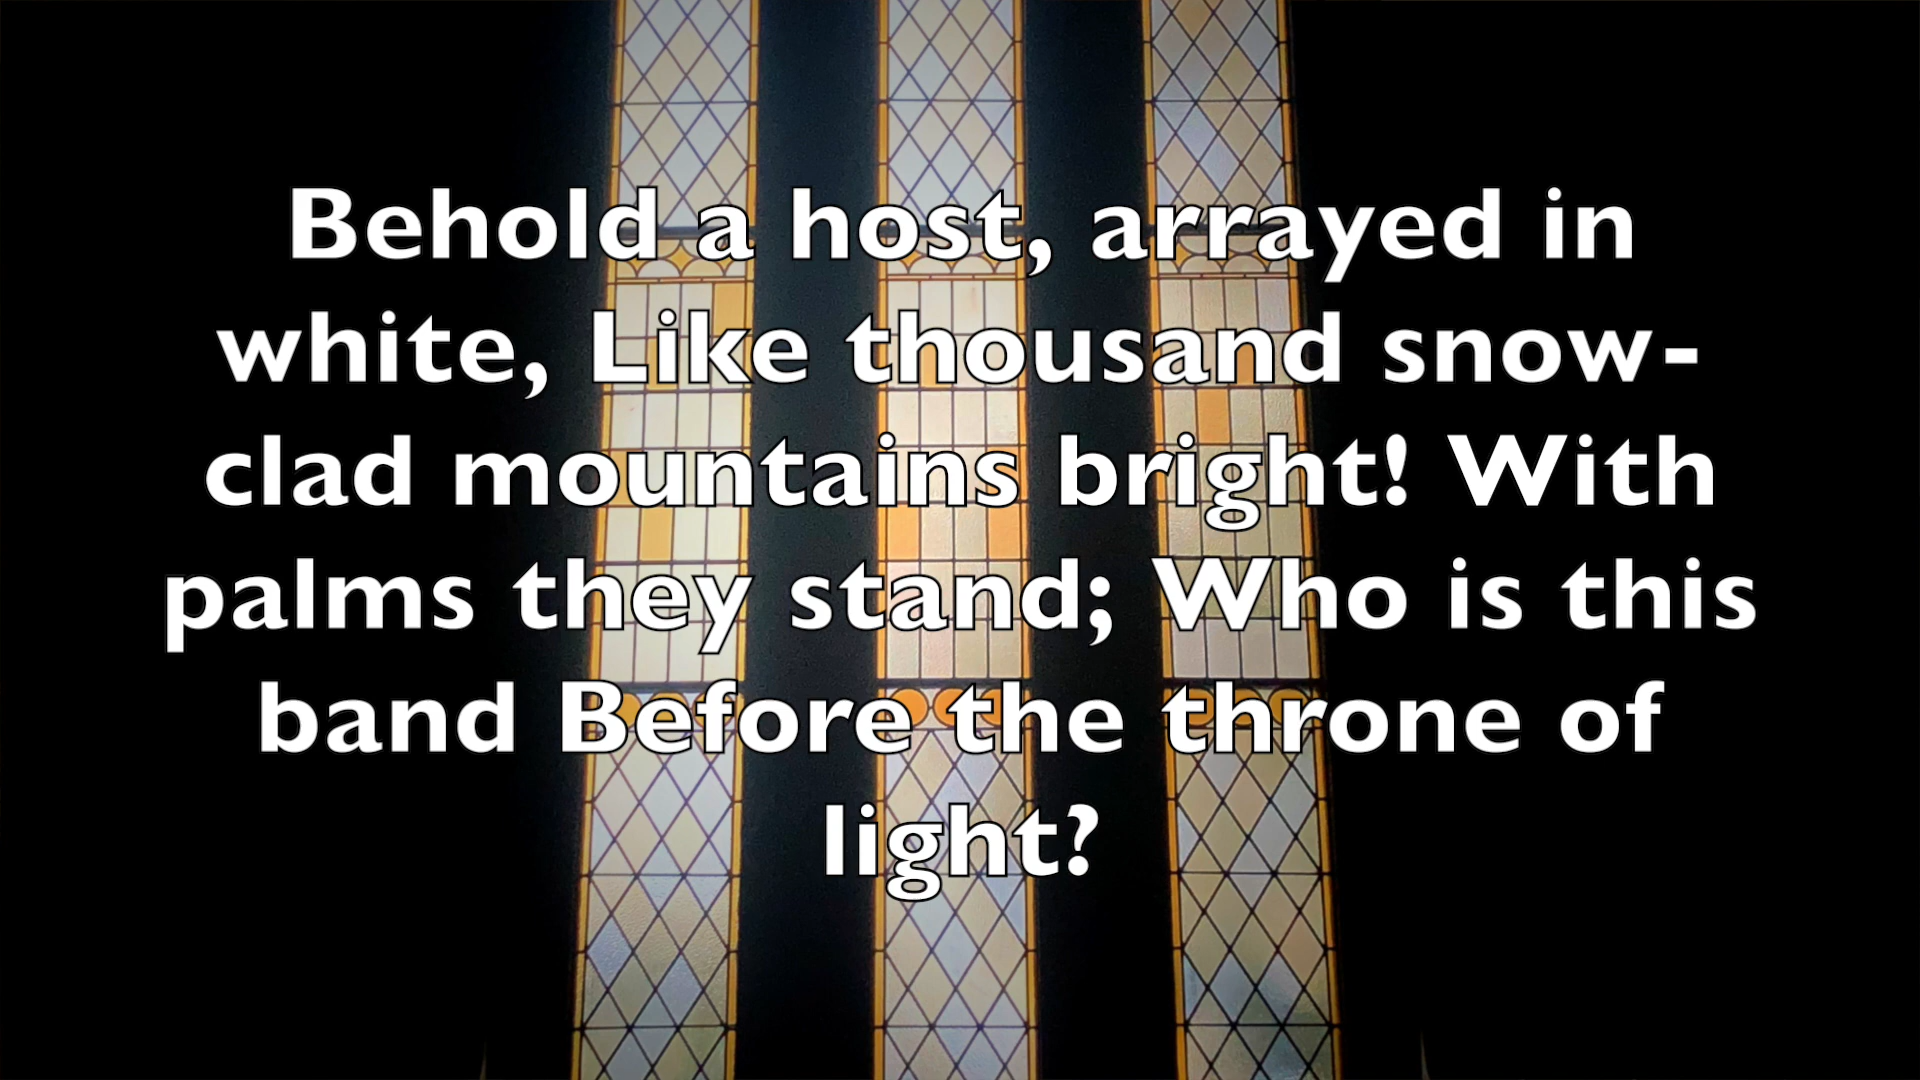 Behold a host, arrayed in
white, Like thousand snow-
clad mountains bright! With
palms they stand; Who is this
band Before the throne of
light?